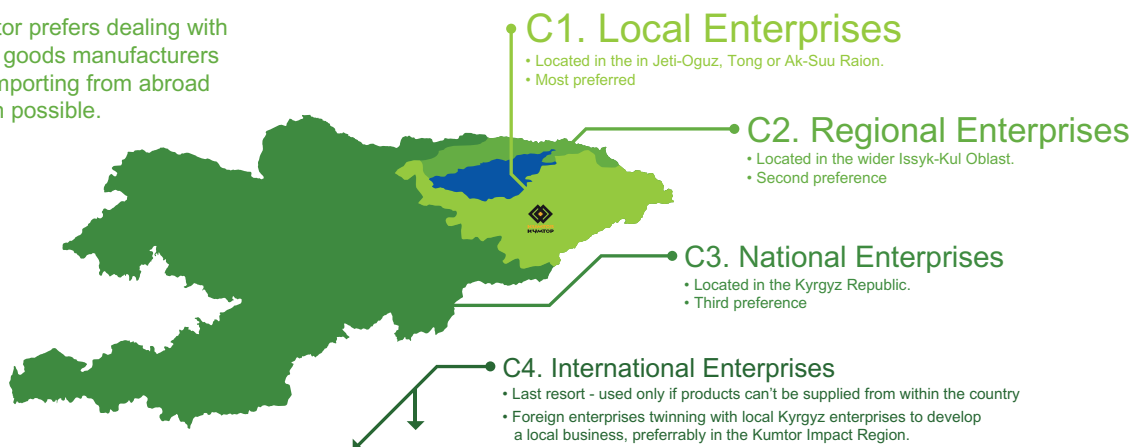 tor prefers dealing with
goods manufacturers
mporting from abroad
n possible.
C1. Local Enterprises
• Located in the in Jeti-Oguz, Tong or Ak-Suu Raion.
• Most preferred
C2. Regional Enterprises
• Located in the wider Issyk-Kul Oblast.
• Second preference
КУМТОР
C3. National Enterprises
• Located in the Kyrgyz Republic.
• Third preference
C4. International Enterprises
• Last resort - used only if products can't be supplied from within the country
• Foreign enterprises twinning with local Kyrgyz enterprises to develop
a local business, preferrably in the Kumtor Impact Region.